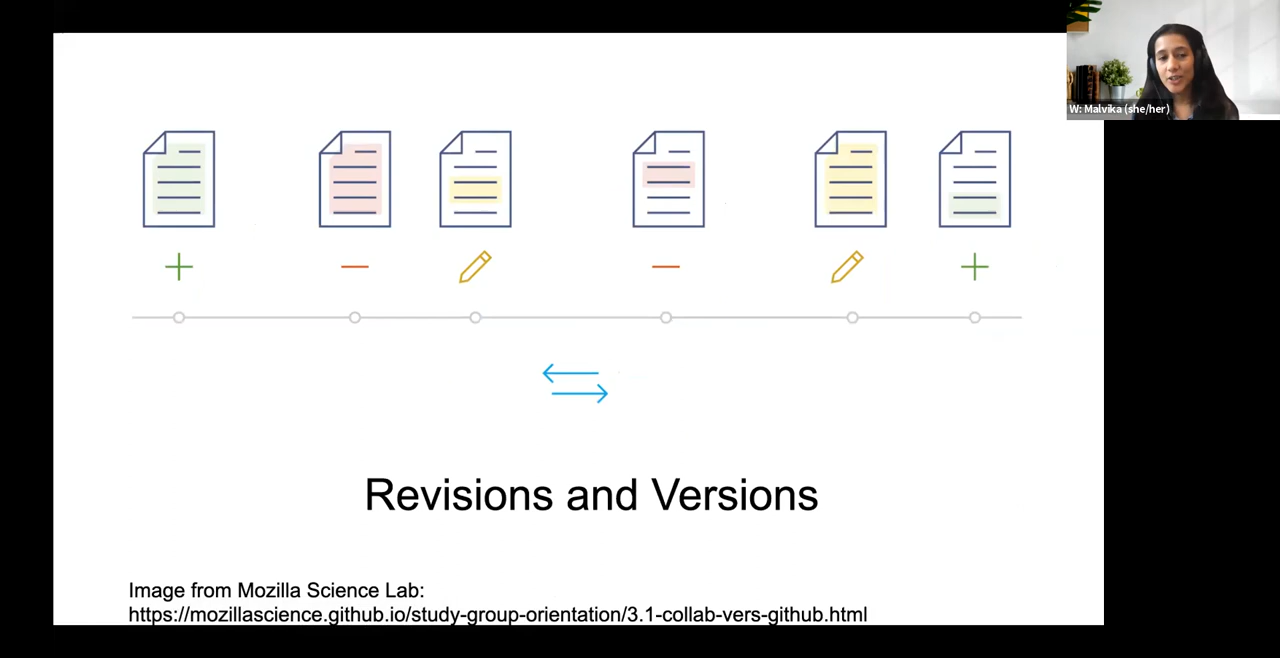 W: Malvika (she/her)
Revisions and Versions
Image from Mozilla Science Lab:
https://mozillascience.github.io/study-group-orientation/3.1-collab-vers-github.html